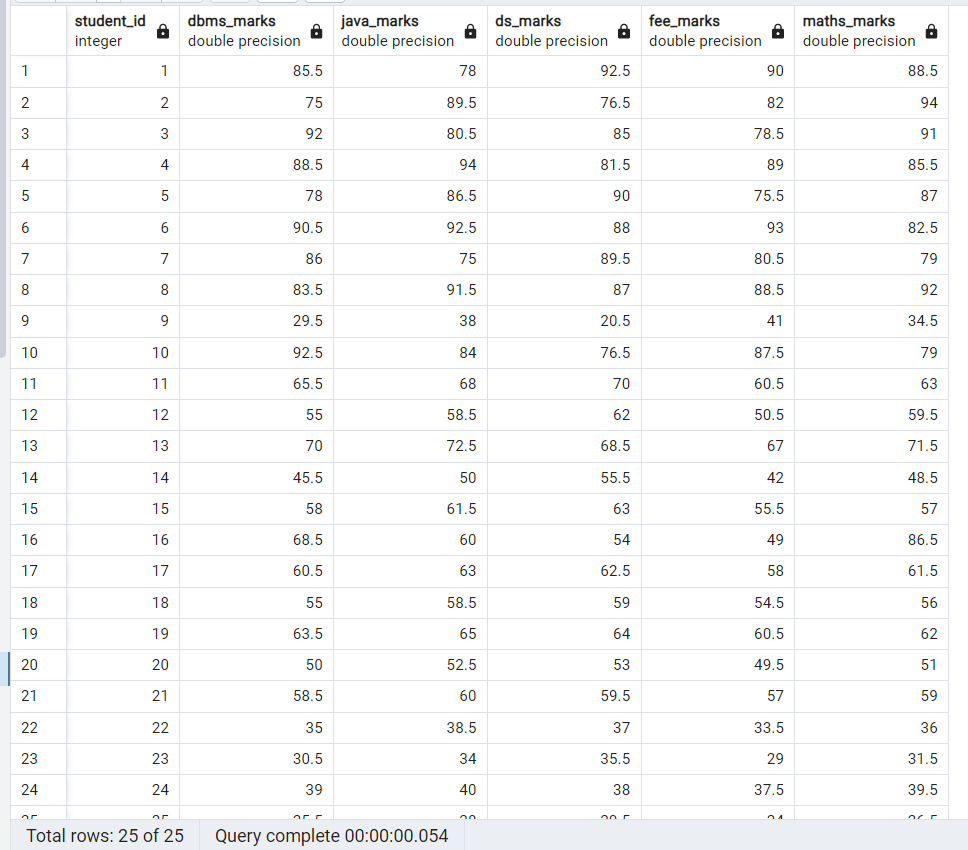 student_id dbms_marks java_marks ds_marks fee_marks maths_marks
integer double precision double precision double precision double precision double precision
1 1 85.5 78 92.5 90 88.5
2 2 75 89.5 76.5 82 94
3 3 92 80.5 85 78.5 91
4 4 88.5 94 81.5 89 85.5
5 5 78 86.5 90 75.5 87
6 6 90.5 92.5 88 93 82.5
7 7 86 75 89.5 80.5 79
8 8 83.5 91.5 87 88.5 92
9 9 29.5 38 20.5 41 34.5
10 10 92.5 84 76.5 87.5 79
11 11 65.5 68 70 60.5 63
12 12 55 58.5 62 50.5 59.5
13 13 70 72.5 68.5 67 71.5
14 14 45.5 50 55.5 42 48.5
15 15 58 61.5 63 55.5 57
16 16 68.5 60 54 49 86.5
17 17 60.5 63 62.5 58 61.5
18 18 55 58.5 59 54.5 56
19 19 63.5 65 64 60.5 62
20 20 50 52.5 53 49.5 51
21 21 58.5 60 59.5 57 59
22 22 35 38.5 37 33.5 36
23 23 30.5 34 35.5 29 31.5
24 24 39 40 38 37.5 39.5
25 25
Total rows: 25 of 25 Query complete 00:00:00.054